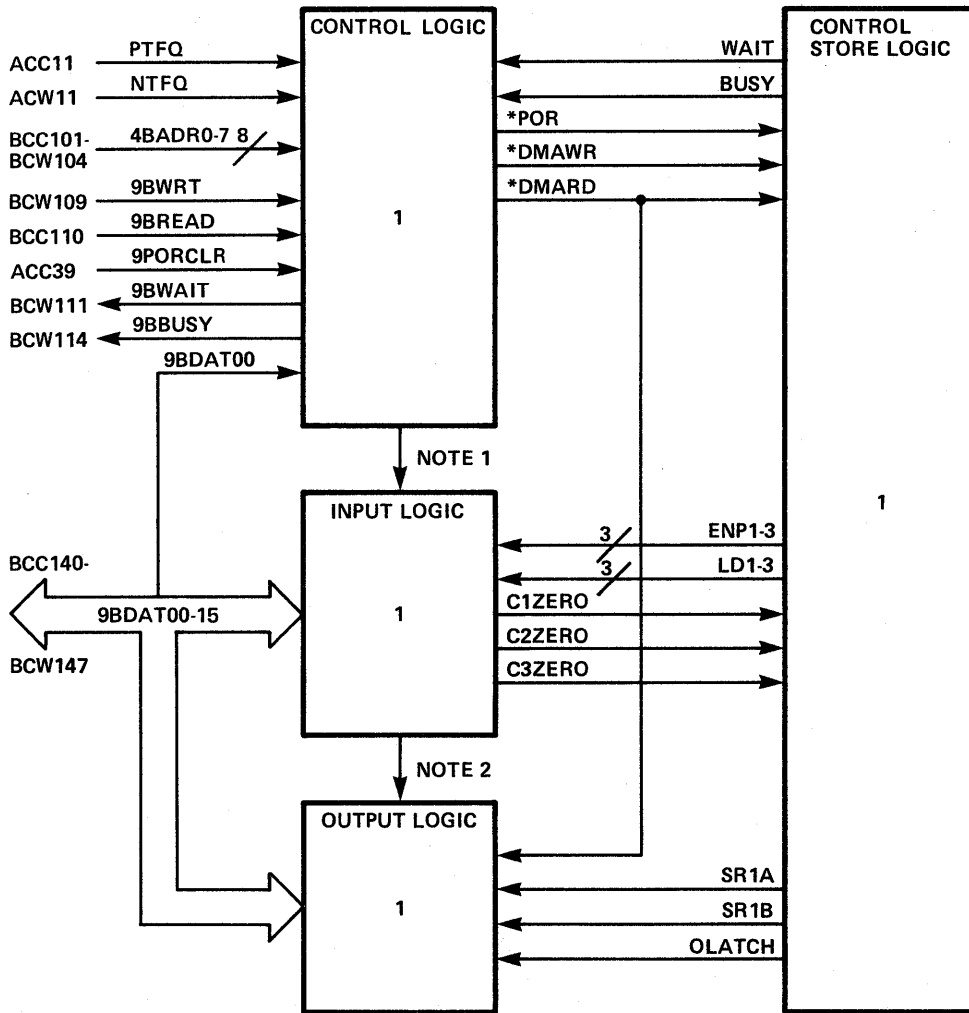 CONTROL LOGIC
CONTROL
STORE LOGIC
ACC11 PTFQ
ACW11 NTFQ
BCC101-
BCW104
4BADR0-7 8
BCW109 9BWRT
BCC110 9BREAD
ACC39 9PORCLR
BCW111 9BWAIT
BCW114 9BBUSY
9BDAT00
1
WAIT
BUSY
*POR
*DMAWR
*DMARD
NOTE 1
INPUT LOGIC
1
3 ENP1-3
3 LD1-3
C1ZERO
C2ZERO
C3ZERO
1
BCC140-
9BDAT00-15
BCW147
NOTE 2
OUTPUT LOGIC
1
SR1A
SR1B
OLATCH